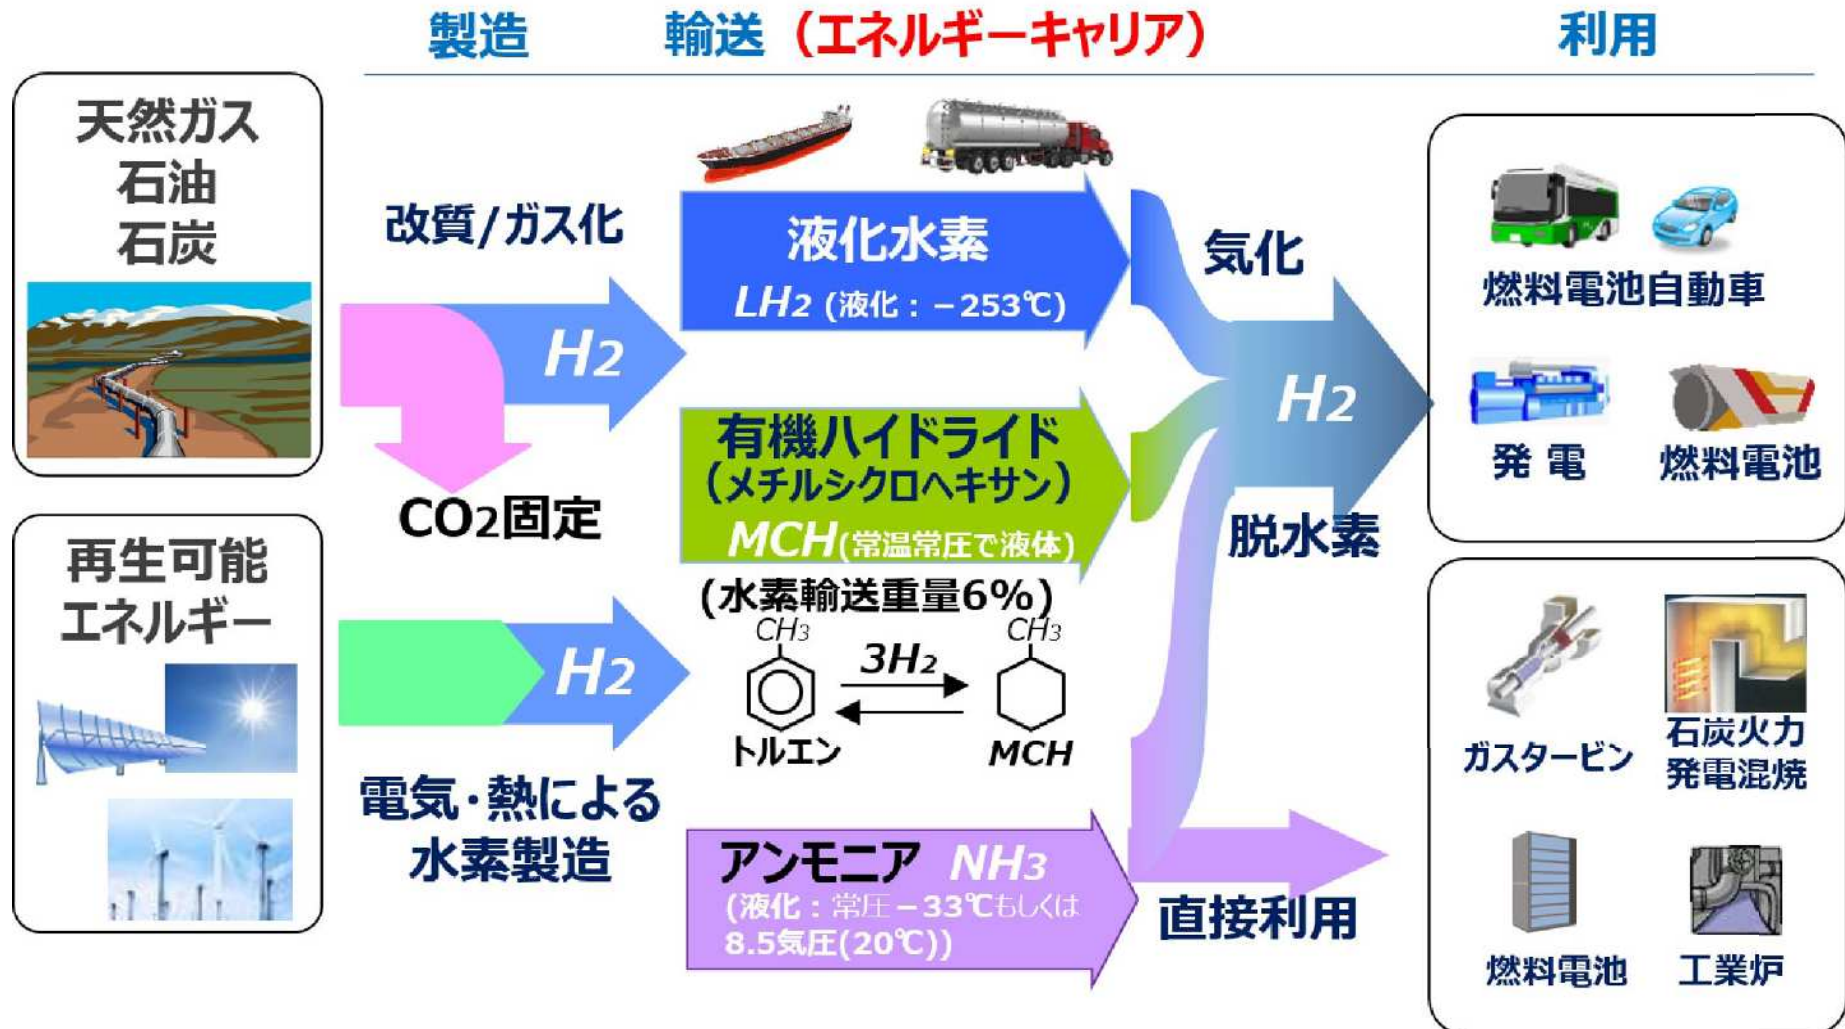 製造
輸送（エネルギーキャリア）
利用
天然ガス
石油
石炭
改質/ガス化
H2
CO2固定
再生可能
エネルギー
H2
電気・熱による
水素製造
液化水素
LH2 (液化：－253℃)
有機ハイドライド
（メチルシクロヘキサン）
MCH(常温常圧で液体)
(水素輸送重量6%)
CH3
3H2
CH3
トルエン
MCH
アンモニア NH3
(液化：常圧－33℃もしくは
8.5気圧(20℃))
気化
H2
脱水素
直接利用
燃料電池自動車
発電
燃料電池
ガスタービン
石炭火力
発電混焼
燃料電池
工業炉